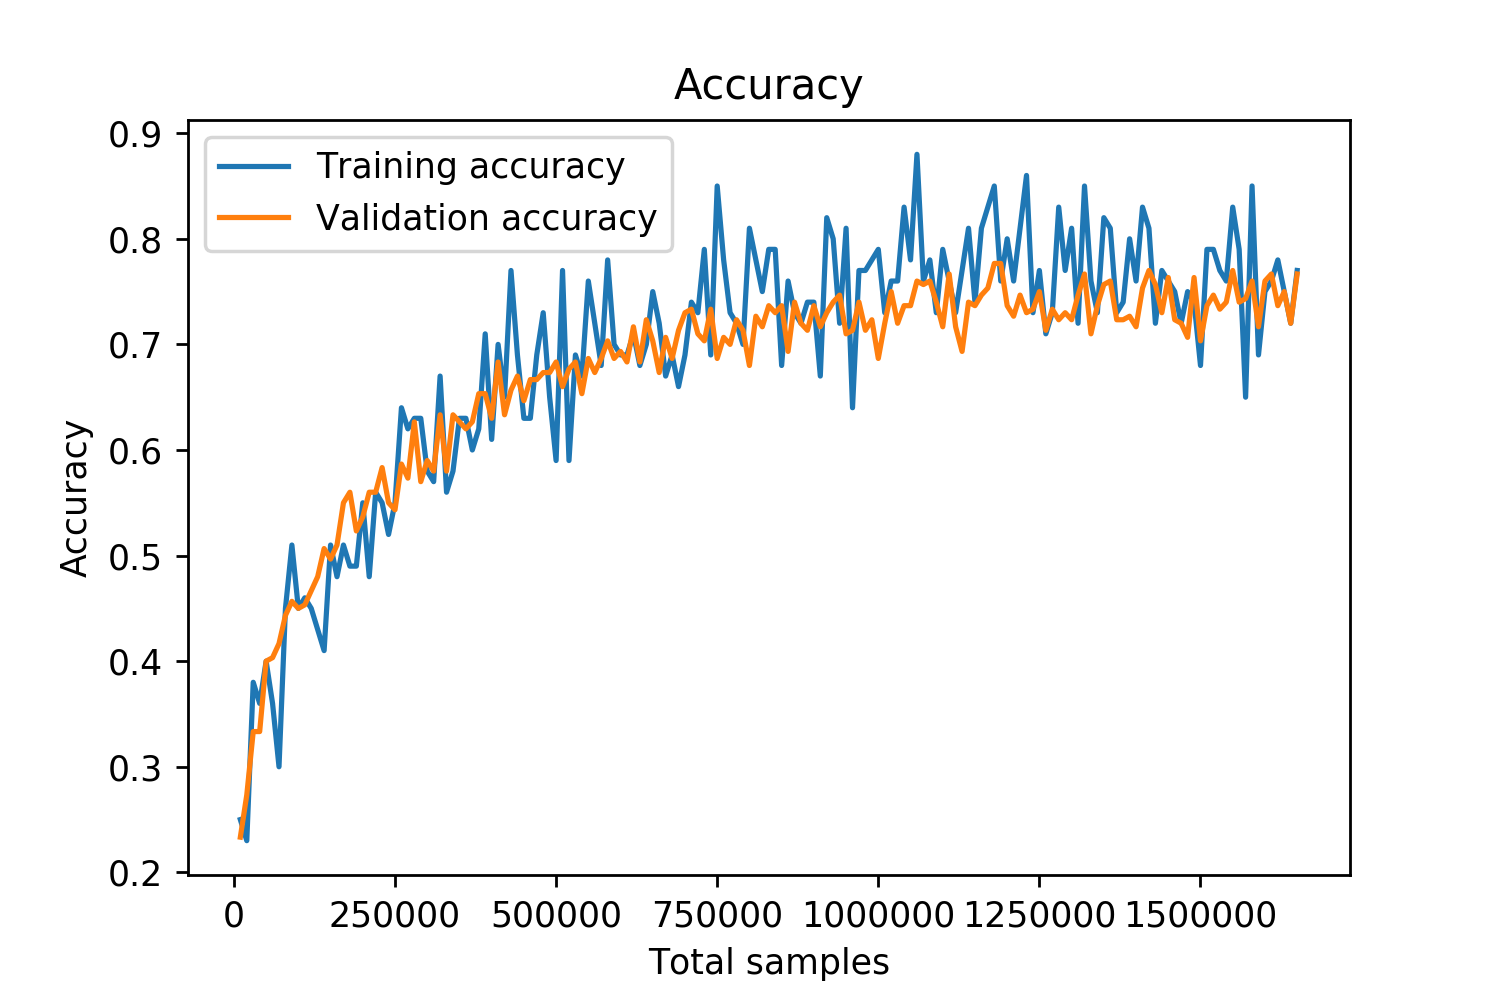 Accuracy
0.9
Training accuracy
Validation accuracy
0.8
0.7
0.6
0.5
0.4
0.3
0.2
Accuracy
0 250000 500000 750000 1000000 1250000 1500000
Total samples